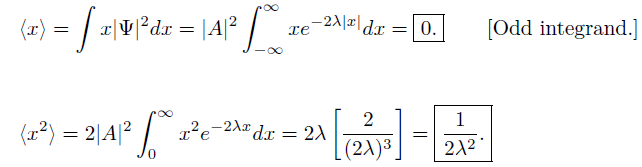 ⟨x⟩ = ∫ x|Ψ|²dx = |A|² ∫_{-∞}^{∞} xe^{-2λ|x|} dx = 0. [Odd integrand.]
⟨x²⟩ = 2|A|² ∫_{0}^{∞} x²e^{-2λx} dx = 2λ [2/(2λ)³] = 1/2λ².